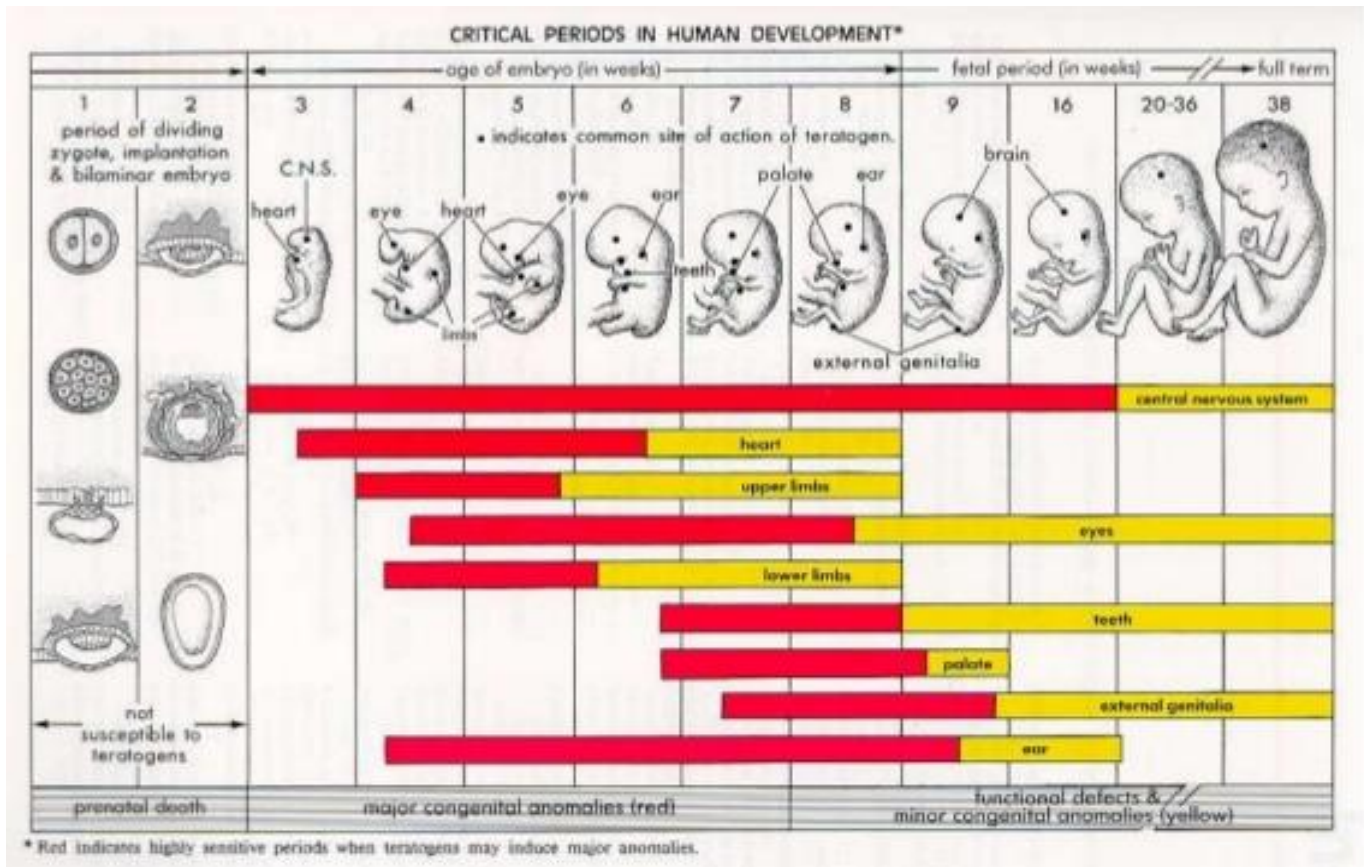 CRITICAL PERIODS IN HUMAN DEVELOPMENT*
age of embryo (in weeks)
fetal period (in weeks)
full term
1
2
3
4
5
6
7
8
9
16
20-36
38
period of dividing
zygote, implantation
& bilaminar embryo
• indicates common site of action of teratogen.
C.N.S.
heart
eye
heart
eye
ear
palate
ear
brain
teeth
limbs
external genitalia
central nervous system
heart
upper limbs
eyes
lower limbs
teeth
palate
external genitalia
ear
not
susceptible to
teratogens
prenatal death
major congenital anomalies (red)
functional defects &
minor congenital anomalies (yellow)
* Red indicates highly sensitive periods when teratogens may induce major anomalies.